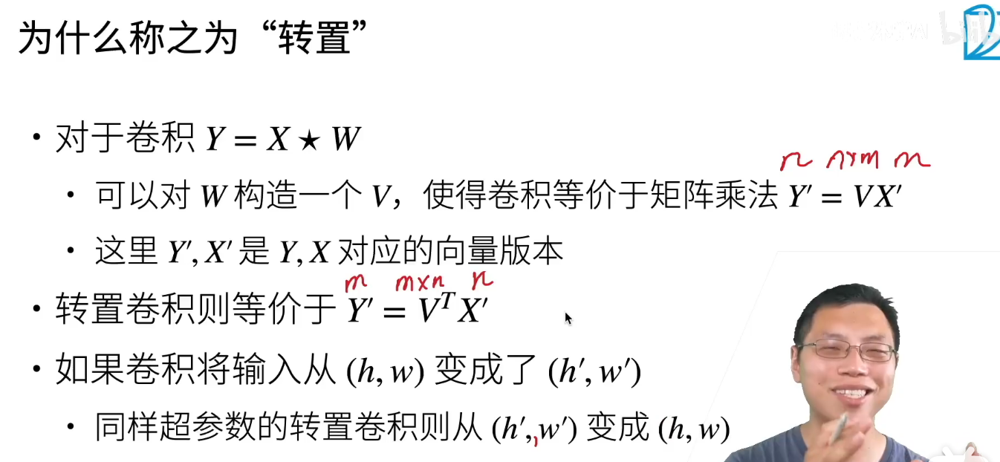 为什么称之为“转置”
bilib
• 对于卷积 Y = X ★ W
n n×m m
• 可以对 W 构造一个 V，使得卷积等价于矩阵乘法 Y′ = VX′
• 这里 Y′, X′ 是 Y, X 对应的向量版本
m m×n n
• 转置卷积则等价于 Y′ = VᵀX′
• 如果卷积将输入从 (h, w) 变成了 (h′, w′)
• 同样超参数的转置卷积则从 (h′, w′) 变成 (h, w)